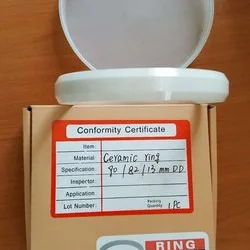 Conformity Certificate
Item:
Material: Ceramic ring
Specification: 90/82/13 mm DD
Inspector:
Application:
Lot Number: Packing Quantity: 1 PC
RING